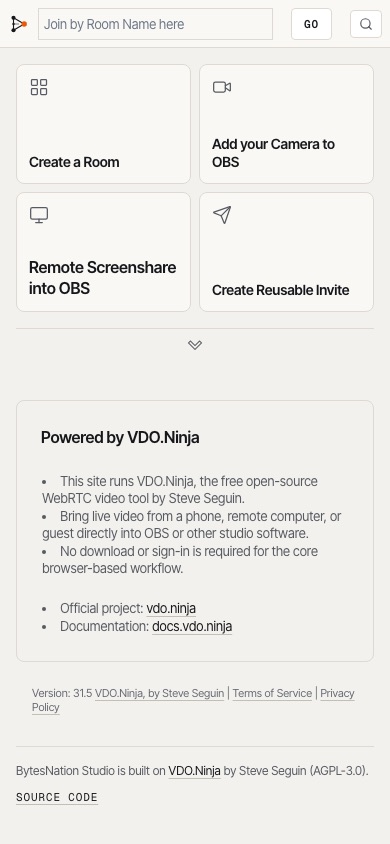 Join by Room Name here
GO
Create a Room
Add your Camera to
OBS
Remote Screenshare
into OBS
Create Reusable Invite
Powered by VDO.Ninja
• This site runs VDO.Ninja, the free open-source
WebRTC video tool by Steve Seguin.
• Bring live video from a phone, remote computer, or
guest directly into OBS or other studio software.
• No download or sign-in is required for the core
browser-based workflow.
• Official project: vdo.ninja
• Documentation: docs.vdo.ninja
Version: 31.5 VDO.Ninja, by Steve Seguin | Terms of Service | Privacy
Policy
BytesNation Studio is built on VDO.Ninja by Steve Seguin (AGPL-3.0).
SOURCE CODE